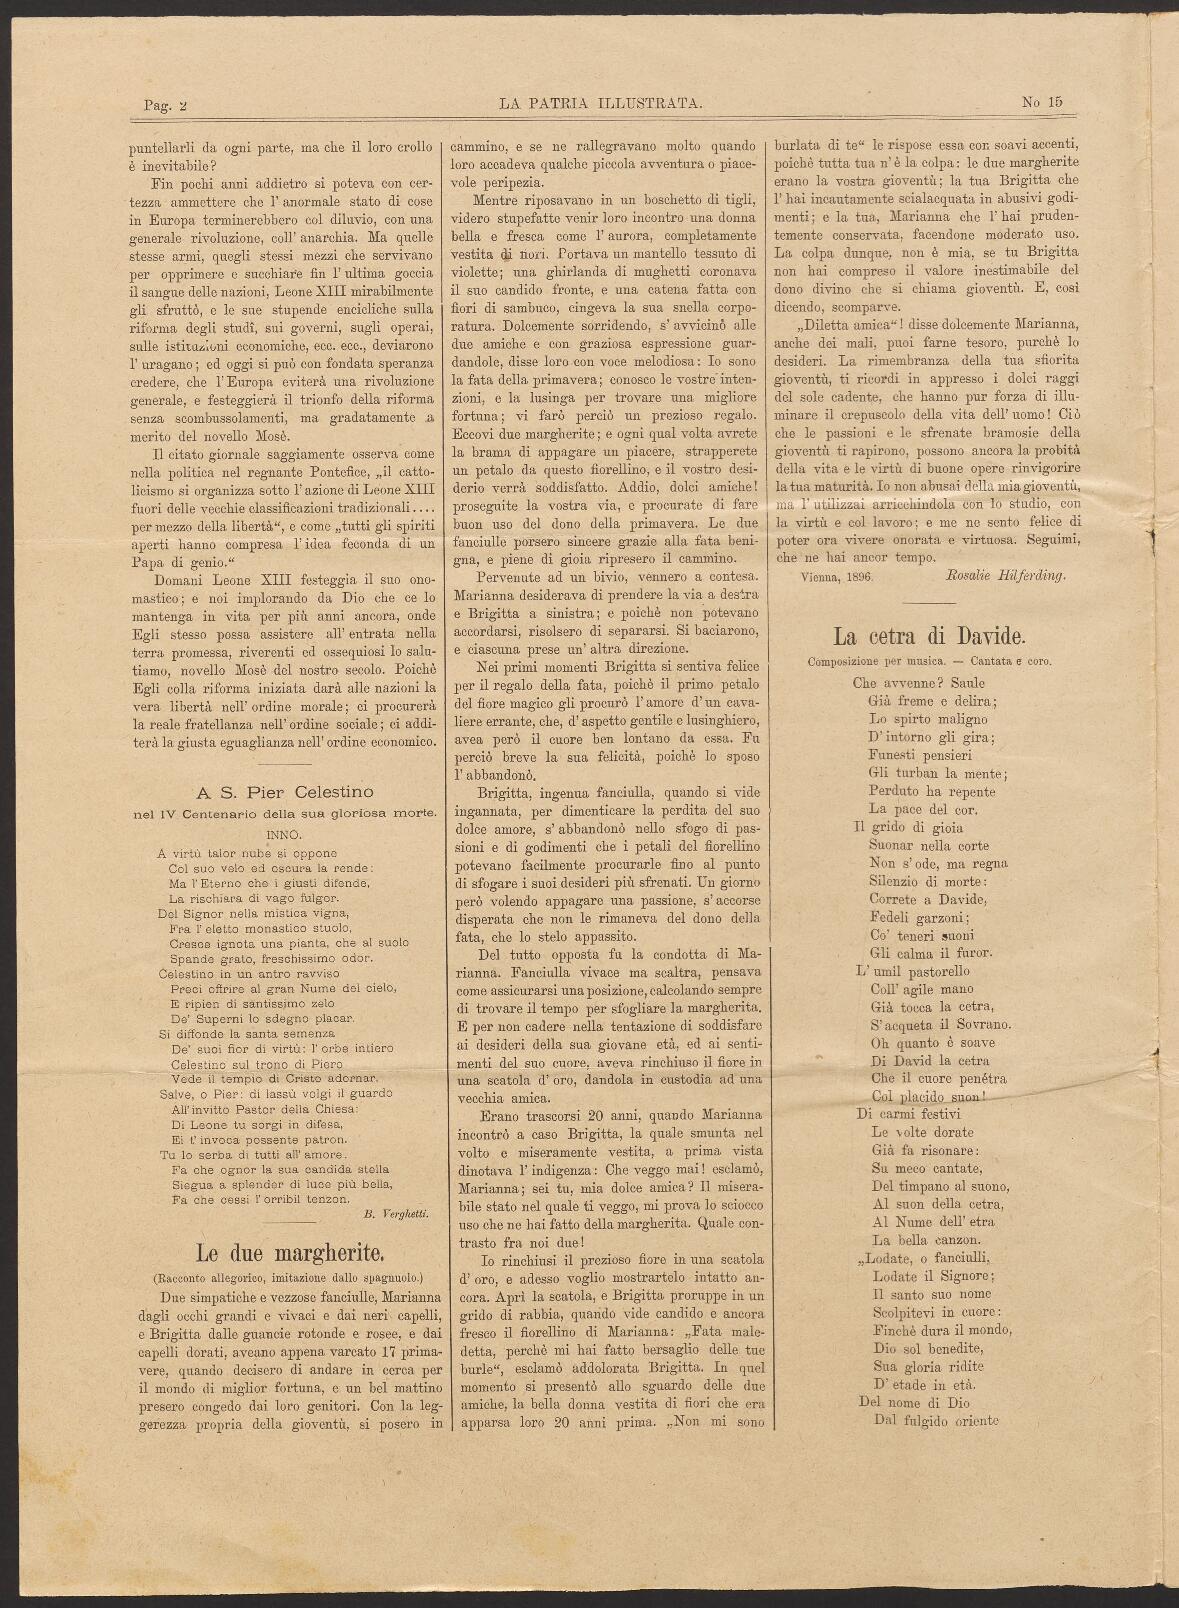 Pag. 2
LA PATRIA ILLUSTRATA.
No 15
puntellarli da ogni parte, ma che il loro crollo
è inevitabile?
Fin pochi anni addietro si poteva con cer-
tezza ammettere che l'anormale stato di cose
in Europa terminerebbero col diluvio, con una
generale rivoluzione, coll'anarchia. Ma quelle
stesse armi, quegli stessi mezzi che servivano
per opprimere e succhiare fin l'ultima goccia
il sangue delle nazioni, Leone XIII mirabilmente
gli sfruttò, e le sue stupende encicliche sulla
riforma degli studî, sui governi, sugli operai,
sulle istituzioni economiche, ecc. ecc., deviarono
l'uragano; ed oggi si può con fondata speranza
credere, che l'Europa eviterà una rivoluzione
generale, e festeggierà il trionfo della riforma
senza scombussolamenti, ma gradatamente a
merito del novello Mosè.
Il citato giornale saggiamente osserva come
nella politica nel regnante Pontefice, „il catto-
licismo si organizza sotto l'azione di Leone XIII
fuori delle vecchie classificazioni tradizionali....
per mezzo della libertà“, e come „tutti gli spiriti
aperti hanno compresa l'idea feconda di un
Papa di genio.“
Domani Leone XIII festeggia il suo ono-
mastico; e noi implorando da Dio che ce lo
mantenga in vita per più anni ancora, onde
Egli stesso possa assistere all'entrata nella
terra promessa, riverenti ed ossequiosi lo salu-
tiamo, novello Mosè del nostro secolo. Poichè
Egli colla riforma iniziata darà alle nazioni la
vera libertà nell'ordine morale; ci procurerà
la reale fratellanza nell'ordine sociale; ci addi-
terà la giusta eguaglianza nell'ordine economico.
A S. Pier Celestino
nel IV Centenario della sua gloriosa morte.
INNO.
A virtù talor nube si oppone
Col suo velo ed oscura la rende:
Ma l'Eterno che i giusti difende,
La rischiara di vago fulgor.
Del Signor nella mistica vigna,
Fra l'eletto monastico stuolo,
Cresce ignota una pianta, che al suolo
Spande grato, freschissimo odor.
Celestino in un antro ravviso
Preci offrire al gran Nume del cielo,
E ripien di santissimo zelo
De' Superni lo sdegno placar.
Si diffonde la santa semenza
De' suoi fior di virtù: l'orbe intiero
Celestino sul trono di Piero
Vede il tempio di Cristo adornar.
Salve, o Pier: di lassù volgi il guardo
All'invitto Pastor della Chiesa:
Di Leone tu sorgi in difesa,
Ei t'invoca possente patron.
Tu lo serba di tutti all'amore.
Fa che ognor la sua candida stella
Siegua a splender di luce più bella,
Fa che cessi l'orribil tenzon.
B. Verghetti.
Le due margherite.
(Racconto allegorico, imitazione dallo spagnuolo.)
Due simpatiche e vezzose fanciulle, Marianna
dagli occhi grandi e vivaci e dai neri capelli,
e Brigitta dalle guancie rotonde e rosee, e dai
capelli dorati, aveano appena varcato 17 prima-
vere, quando decisero di andare in cerca per
il mondo di miglior fortuna, e un bel mattino
presero congedo dai loro genitori. Con la leg-
gerezza propria della gioventù, si posero in
cammino, e se ne rallegravano molto quando
loro accadeva qualche piccola avventura o piace-
vole peripezia.
Mentre riposavano in un boschetto di tigli,
videro stupefatte venir loro incontro una donna
bella e fresca come l'aurora, completamente
vestita di fiori. Portava un mantello tessuto di
violette; una ghirlanda di mughetti coronava
il suo candido fronte, e una catena fatta con
fiori di sambuco, cingeva la sua snella corpo-
ratura. Dolcemente sorridendo, s'avvicinò alle
due amiche e con graziosa espressione guar-
dandole, disse loro con voce melodiosa: Io sono
la fata della primavera; conosco le vostre inten-
zioni, e la lusinga per trovare una migliore
fortuna; vi farò perciò un prezioso regalo.
Eccovi due margherite; e ogni qual volta avrete
la brama di appagare un piacere, strapperete
un petalo da questo fiorellino, e il vostro desi-
derio verrà soddisfatto. Addio, dolci amiche!
proseguite la vostra via, e procurate di fare
buon uso del dono della primavera. Le due
fanciulle porsero sincere grazie alla fata beni-
gna, e piene di gioia ripresero il cammino.
Pervenute ad un bivio, vennero a contesa.
Marianna desiderava di prendere la via a destra
e Brigitta a sinistra; e poichè non potevano
accordarsi, risolsero di separarsi. Si baciarono,
e ciascuna prese un'altra direzione.
Nei primi momenti Brigitta si sentiva felice
per il regalo della fata, poichè il primo petalo
del fiore magico gli procurò l'amore d'un cava-
liere errante, che, d'aspetto gentile e lusinghiero,
avea però il cuore ben lontano da essa. Fu
perciò breve la sua felicità, poichè lo sposo
l'abbandonò.
Brigitta, ingenua fanciulla, quando si vide
ingannata, per dimenticare la perdita del suo
dolce amore, s'abbandonò nello sfogo di pas-
sioni e di godimenti che i petali del fiorellino
potevano facilmente procurarle fino al punto
di sfogare i suoi desideri più sfrenati. Un giorno
però volendo appagare una passione, s'accorse
disperata che non le rimaneva del dono della
fata, che lo stelo appassito.
Del tutto opposta fu la condotta di Ma-
rianna. Fanciulla vivace ma scaltra, pensava
come assicurarsi una posizione, calcolando sempre
di trovare il tempo per sfogliare la margherita.
E per non cadere nella tentazione di soddisfare
ai desideri della sua giovane età, ed ai senti-
menti del suo cuore, aveva rinchiuso il fiore in
una scatola d'oro, dandola in custodia ad una
vecchia amica.
Erano trascorsi 20 anni, quando Marianna
incontrò a caso Brigitta, la quale smunta nel
volto e miseramente vestita, a prima vista
dinotava l'indigenza: Che veggo mai! esclamò,
Marianna; sei tu, mia dolce amica? Il misera-
bile stato nel quale ti veggo, mi prova lo sciocco
uso che ne hai fatto della margherita. Quale con-
trasto fra noi due!
Io rinchiusi il prezioso fiore in una scatola
d'oro, e adesso voglio mostrartelo intatto an-
cora. Aprì la scatola, e Brigitta proruppe in un
grido di rabbia, quando vide candido e ancora
fresco il fiorellino di Marianna: „Fata male-
detta, perchè mi hai fatto bersaglio delle tue
burle“, esclamò addolorata Brigitta. In quel
momento si presentò allo sguardo delle due
amiche, la bella donna vestita di fiori che era
apparsa loro 20 anni prima. „Non mi sono
burlata di te“ le rispose essa con soavi accenti,
poichè tutta tua n'è la colpa: le due margherite
erano la vostra gioventù; la tua Brigitta che
l'hai incautamente scialacquata in abusivi godi-
menti; e la tua, Marianna che l'hai pruden-
temente conservata, facendone moderato uso.
La colpa dunque, non è mia, se tu Brigitta
non hai compreso il valore inestimabile del
dono divino che si chiama gioventù. E, così
dicendo, scomparve.
„Diletta amica“! disse dolcemente Marianna,
anche dei mali, puoi farne tesoro, purchè lo
desideri. La rimembranza della tua sfiorita
gioventù, ti ricordi in appresso i dolci raggi
del sole cadente, che hanno pur forza di illu-
minare il crepuscolo della vita dell'uomo! Ciò
che le passioni e le sfrenate bramosie della
gioventù ti rapirono, possono ancora la probità
della vita e le virtù di buone opere rinvigorire
la tua maturità. Io non abusai della mia gioventù,
ma l'utilizzai arricchindola con lo studio, con
la virtù e col lavoro; e me ne sento felice di
poter ora vivere onorata e virtuosa. Seguimi,
che ne hai ancor tempo.
Vienna, 1896. Rosalie Hilferding.
La cetra di Davide.
Composizione per musica. — Cantata e coro.
Che avvenne? Saule
Già freme e delira;
Lo spirto maligno
D'intorno gli gira;
Funesti pensieri
Gli turban la mente;
Perduto ha repente
La pace del cor.
Il grido di gioia
Suonar nella corte
Non s'ode, ma regna
Silenzio di morte:
Correte a Davide,
Fedeli garzoni;
Co' teneri suoni
Gli calma il furor.
L'umil pastorello
Coll'agile mano
Già tocca la cetra,
S'acqueta il Sovrano.
Oh quanto è soave
Di David la cetra
Che il cuore penétra
Col placido suon!
Di carmi festivi
Le volte dorate
Già fa risonare:
Su meco cantate,
Del timpano al suono,
Al suon della cetra,
Al Nume dell'etra
La bella canzon.
„Lodate, o fanciulli,
Lodate il Signore;
Il santo suo nome
Scolpitevi in cuore:
Finchè dura il mondo,
Dio sol benedite,
Sua gloria ridite
D'etade in età.
Del nome di Dio
Dal fulgido oriente